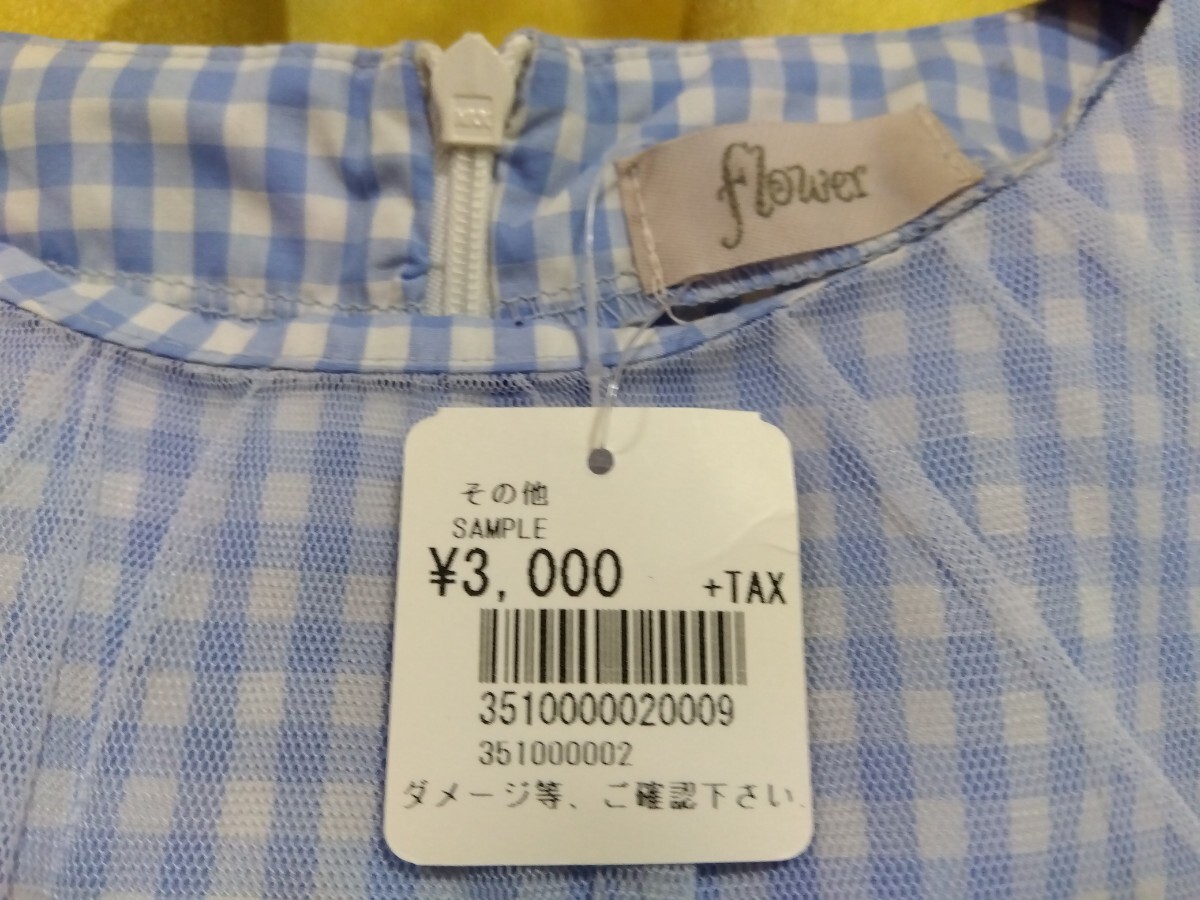 flower
その他
SAMPLE
¥3,000 +TAX
3510000020009
351000002
ダメージ等、ご確認下さい.